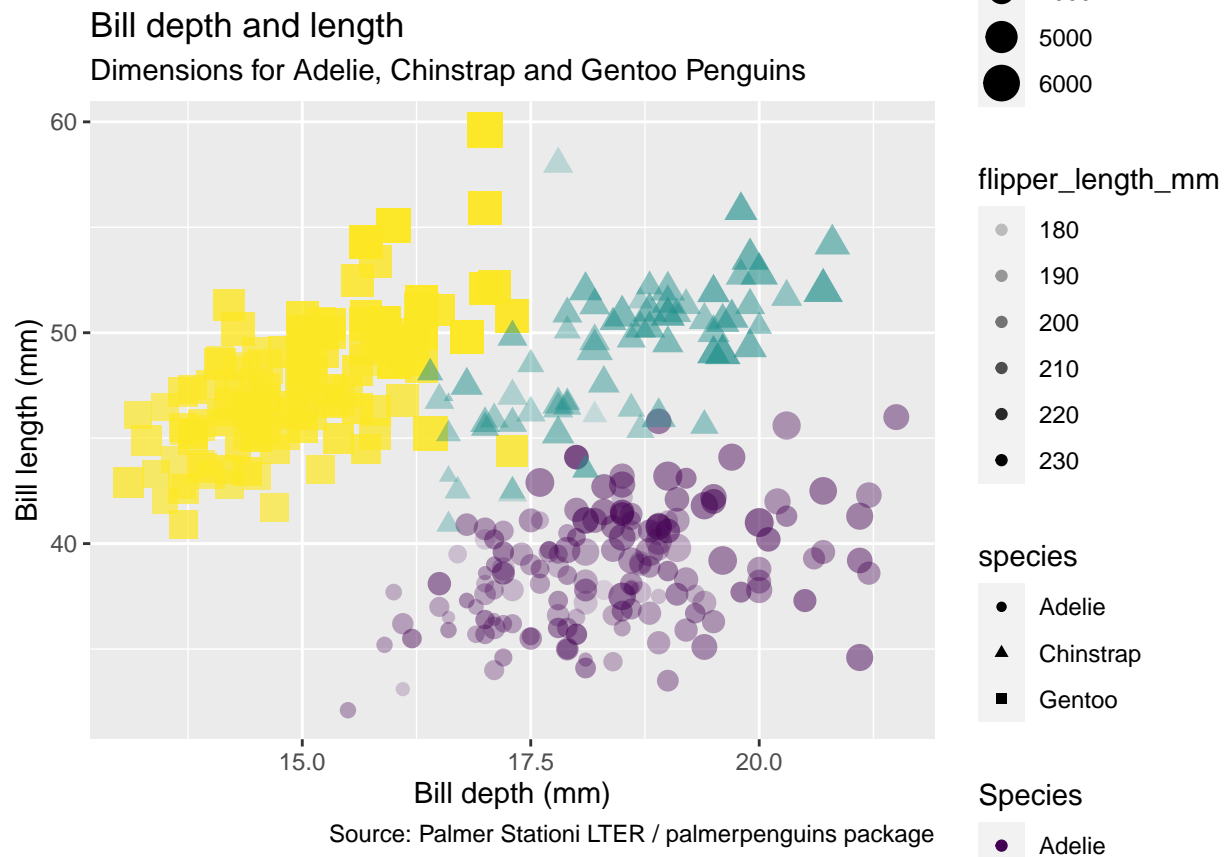 Bill depth and length
Dimensions for Adelie, Chinstrap and Gentoo Penguins
60
50
40
Bill length (mm)
15.0
17.5
20.0
Bill depth (mm)
Source: Palmer Stationi LTER / palmerpenguins package
5000
6000
flipper_length_mm
180
190
200
210
220
230
species
Adelie
Chinstrap
Gentoo
Species
Adelie